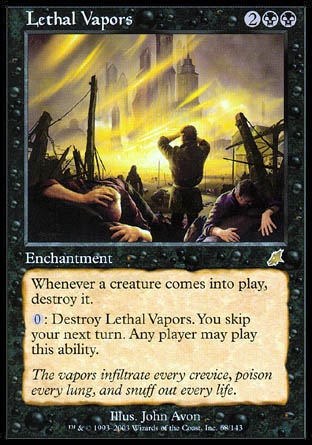 Lethal Vapors 2
Enchantment
Whenever a creature comes into play,
destroy it.
0: Destroy Lethal Vapors. You skip
your next turn. Any player may play
this ability.
The vapors infiltrate every crevice, poison
every lung, and snuff out every life.
Illus. John Avon
™ & © 1993-2003 Wizards of the Coast, Inc. 68/143